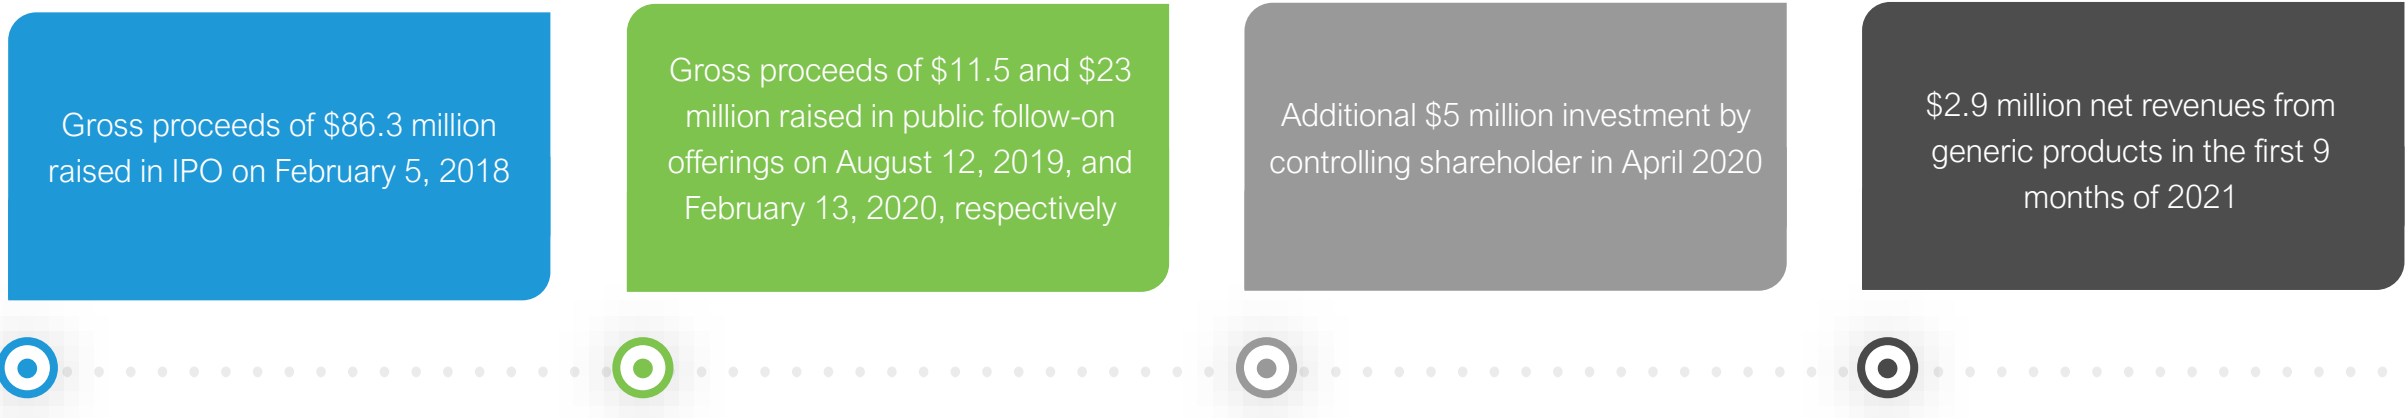 Gross proceeds of $86.3 million
raised in IPO on February 5, 2018
Gross proceeds of $11.5 and $23
million raised in public follow-on
offerings on August 12, 2019, and
February 13, 2020, respectively
Additional $5 million investment by
controlling shareholder in April 2020
$2.9 million net revenues from
generic products in the first 9
months of 2021